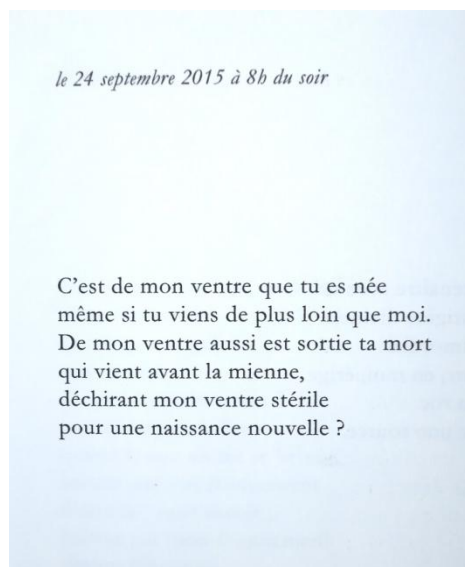 le 24 septembre 2015 à 8h du soir
C’est de mon ventre que tu es née
même si tu viens de plus loin que moi.
De mon ventre aussi est sortie ta mort
qui vient avant la mienne,
déchirant mon ventre stérile
pour une naissance nouvelle ?